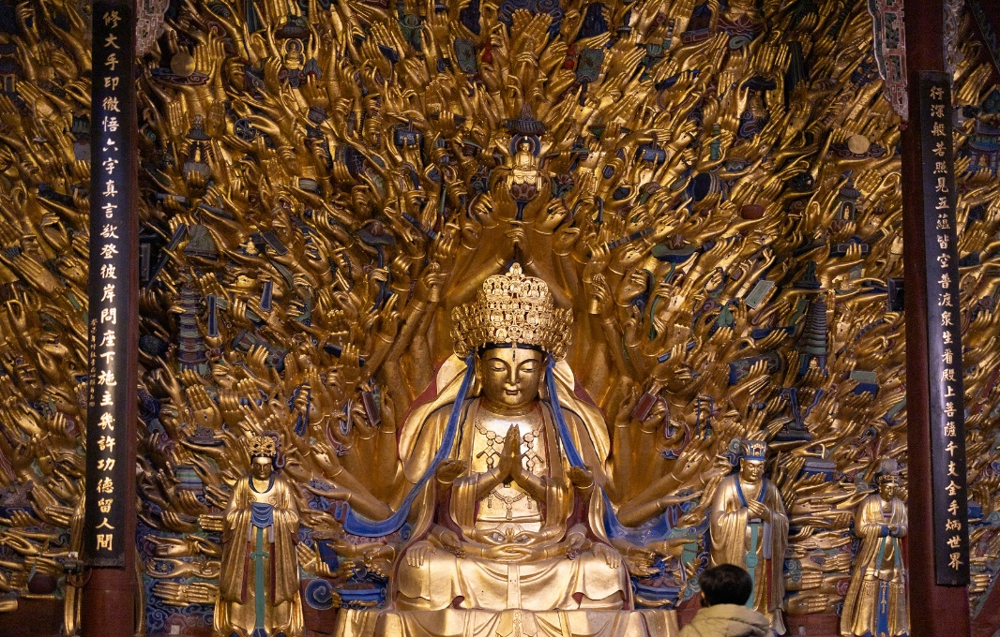 行深般若照見五蘊皆空普渡衆生看殿上菩薩千支金手炳世界
修大手印徹悟六字真言欲登彼岸問座下施主幾許功德留人間